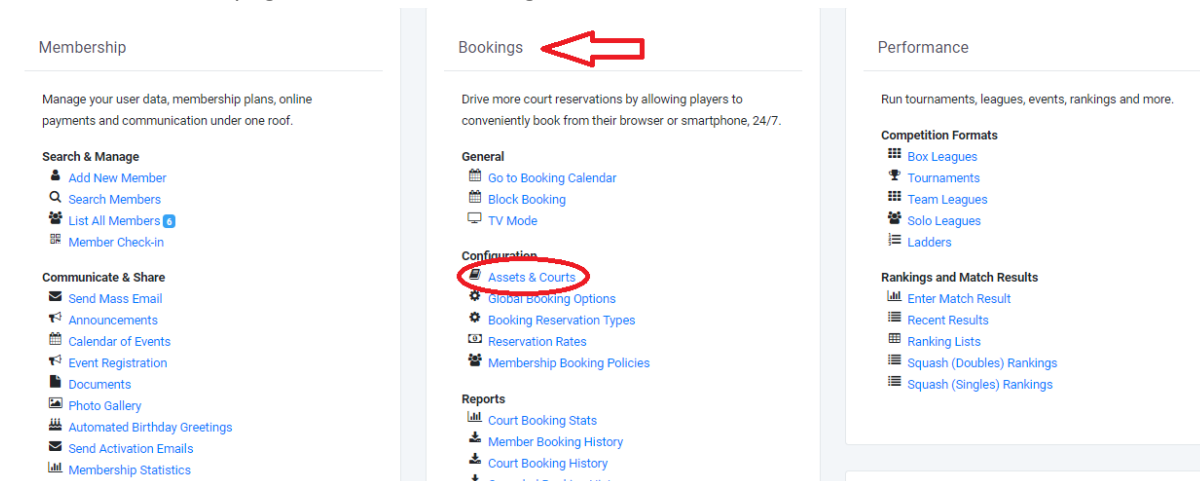 Membership
Manage your user data, membership plans, online
payments and communication under one roof.
Search & Manage
Add New Member
Search Members
List All Members 6
Member Check-in
Communicate & Share
Send Mass Email
Announcements
Calendar of Events
Event Registration
Documents
Photo Gallery
Automated Birthday Greetings
Send Activation Emails
Membership Statistics
Bookings
Drive more court reservations by allowing players to
conveniently book from their browser or smartphone, 24/7.
General
Go to Booking Calendar
Block Booking
TV Mode
Configuration
Assets & Courts
Global Booking Options
Booking Reservation Types
Reservation Rates
Membership Booking Policies
Reports
Court Booking Stats
Member Booking History
Court Booking History
Performance
Run tournaments, leagues, events, rankings and more.
Competition Formats
Box Leagues
Tournaments
Team Leagues
Solo Leagues
Ladders
Rankings and Match Results
Enter Match Result
Recent Results
Ranking Lists
Squash (Doubles) Rankings
Squash (Singles) Rankings